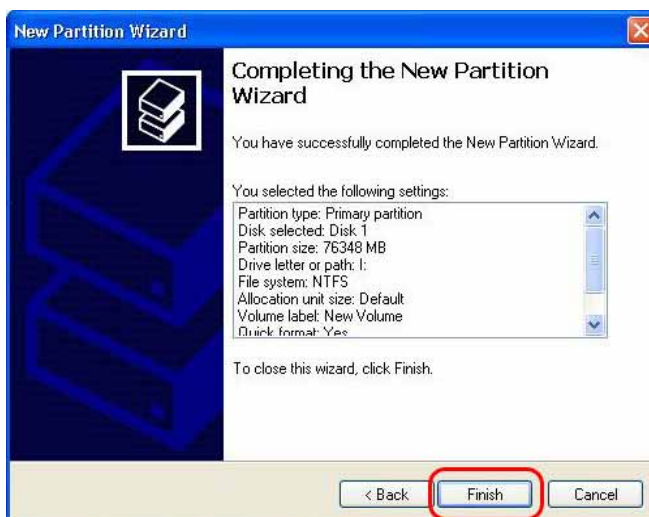 New Partition Wizard
Completing the New Partition
Wizard
You have successfully completed the New Partition Wizard.
You selected the following settings:
Partition type: Primary partition
Disk selected: Disk 1
Partition size: 76348 MB
Drive letter or path: I:
File system: NTFS
Allocation unit size: Default
Volume label: New Volume
Quick format: Yes
To close this wizard, click Finish.
< Back
Finish
Cancel